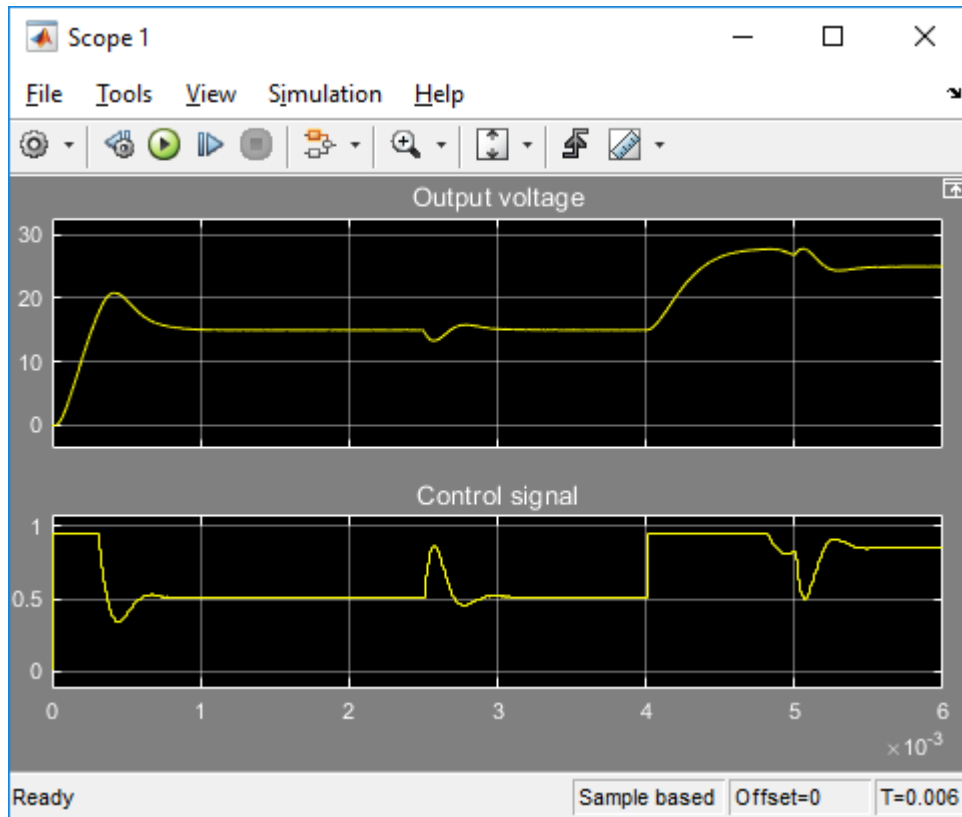 Scope 1
File Tools View Simulation Help
Output voltage
30
20
10
0
Control signal
1
0.5
0
0 1 2 3 4 5 6
×10-3
Ready Sample based Offset=0 T=0.006